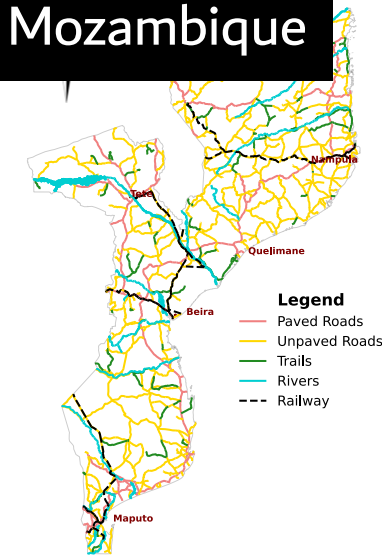 Mozambique
Nampula
Tete
Quelimane
Beira
Legend
Paved Roads
Unpaved Roads
Trails
Rivers
Railway
Maputo